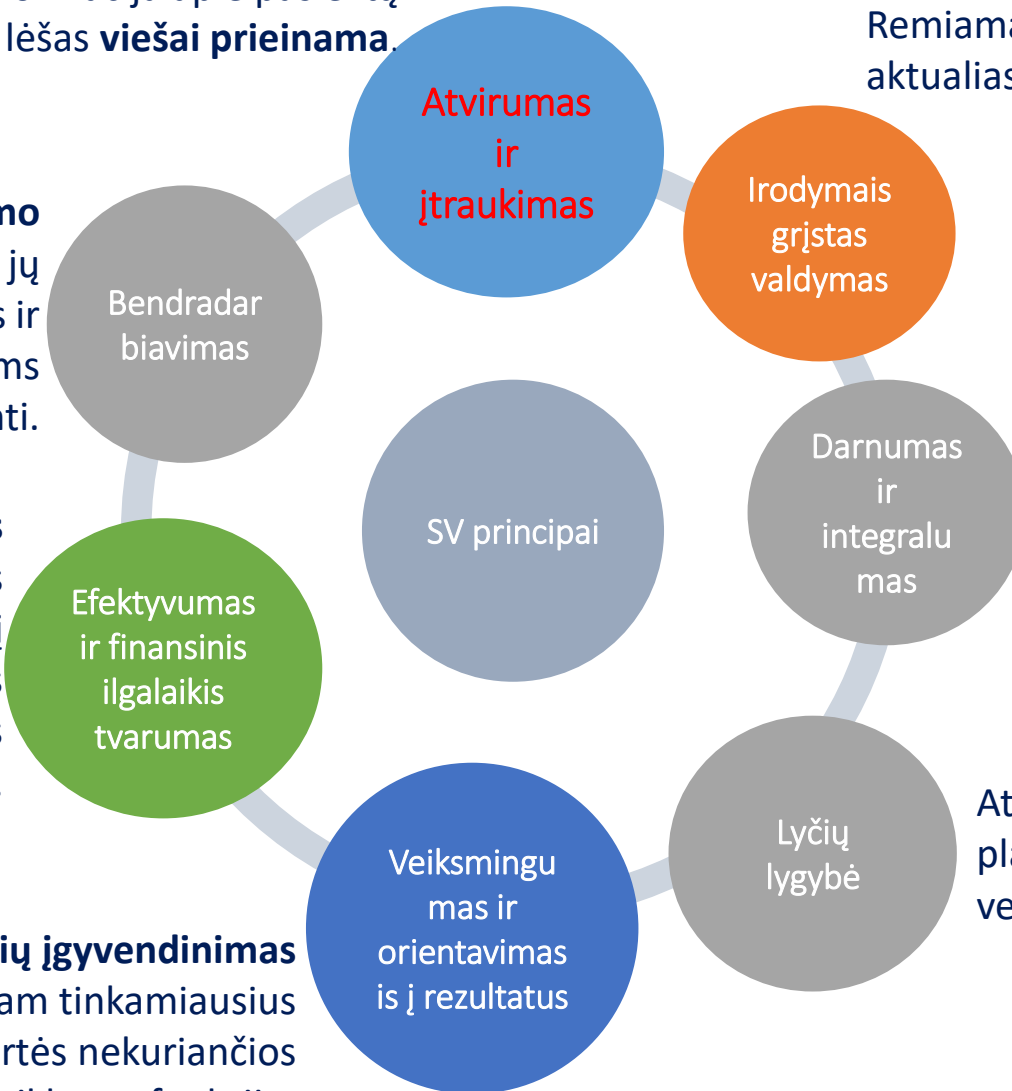 lėšas viešai prieinama.
Remiama
aktualias
Atvirumas
ir
įtraukimas
Irodymais
grįstas
valdymas
mo
jų
s ir
ms
nti.
Bendradar
biavimas
Darnumas
ir
integralu
mas
SV principai
Efektyvumas
ir finansinis
ilgalaikis
tvarumas
Lyčių
lygybė
At
pla
ve
Veiksmingu
mas ir
orientavimas
is į rezultatus
ių įgyvendinimas
am tinkamiausius
rtės nekuriančios